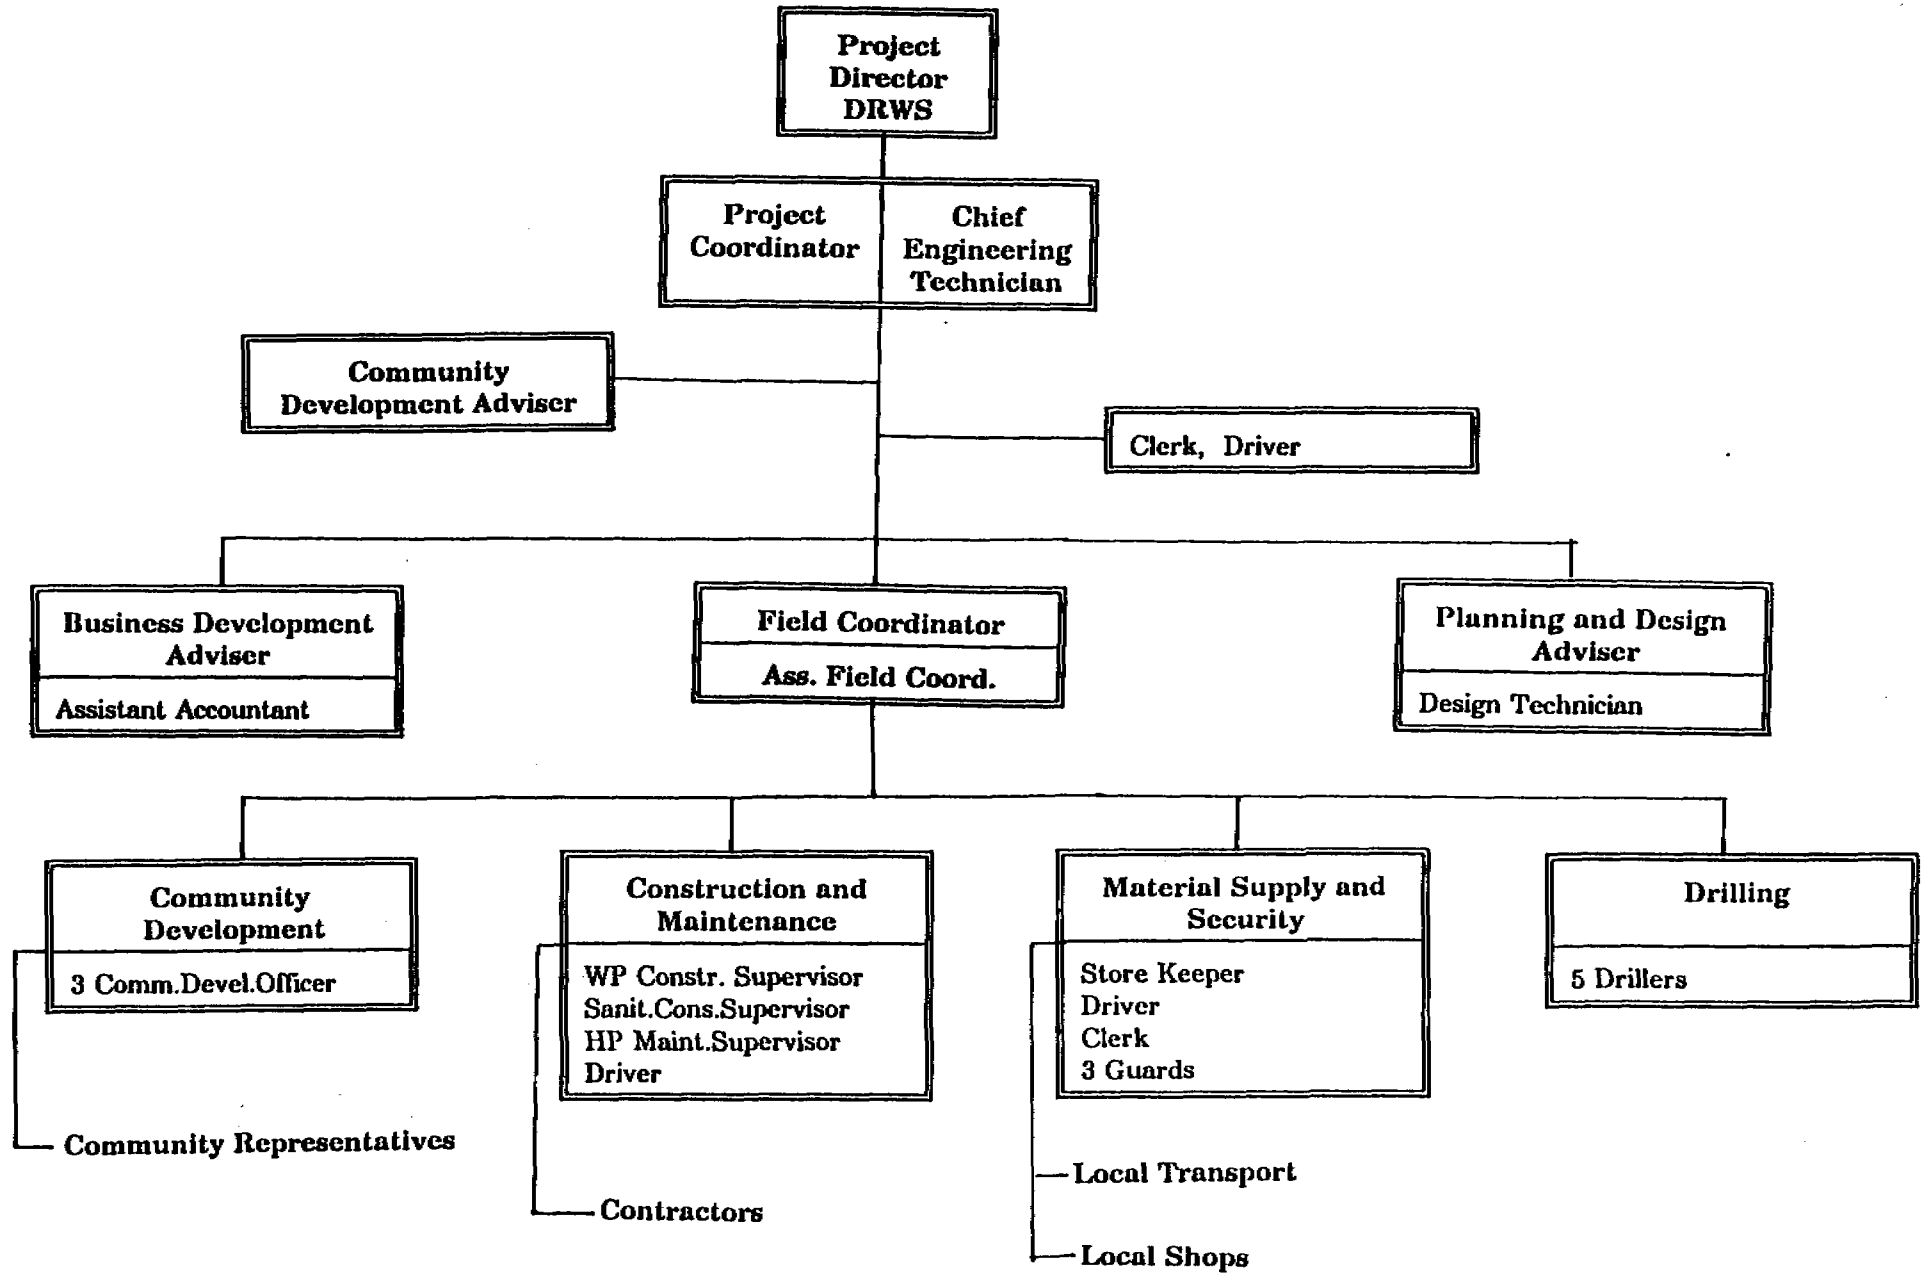 Project
Director
DRWS
Project
Coordinator
Chief
Engineering
Technician
Community
Development Adviser
Clerk, Driver
Business Development
Adviser
Assistant Accountant
Field Coordinator
Ass. Field Coord.
Planning and Design
Adviser
Design Technician
Community
Development
3 Comm.Devel.Officer
Construction and
Maintenance
WP Constr. Supervisor
Sanit.Cons.Supervisor
HP Maint.Supervisor
Driver
Material Supply and
Security
Store Keeper
Driver
Clerk
3 Guards
Drilling
5 Drillers
Community Representatives
Contractors
Local Transport
Local Shops